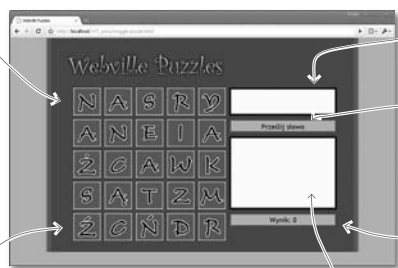 Webville Puzzles
Webville Puzzles
N A S R Y
A N E I A
Prześlij słowo
Ż C A W K
S A T Z M
Ź C Ń D R
Wynik: 0